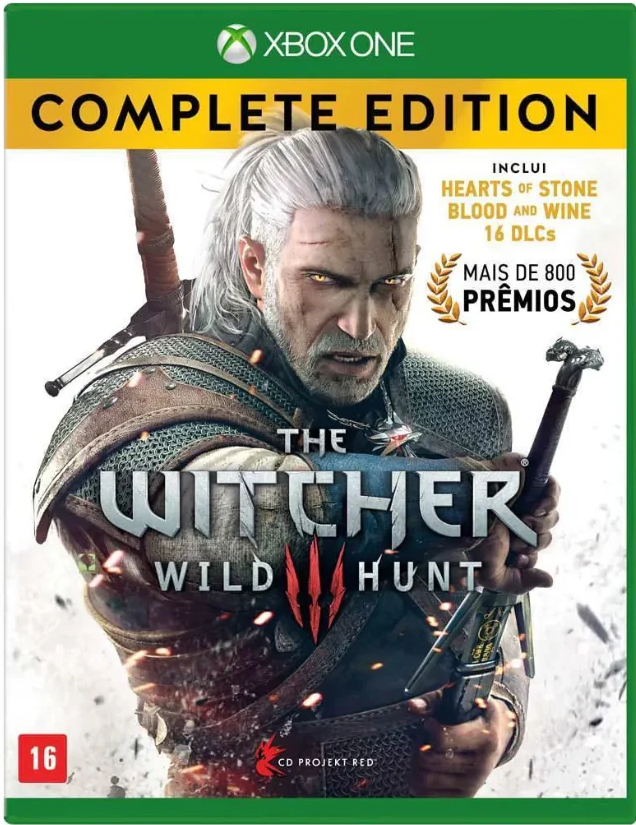 XBOX ONE
COMPLETE EDITION
INCLUI
HEARTS OF STONE
BLOOD AND WINE
16 DLCs
MAIS DE 800
PRÊMIOS
THE
WITCHER®
WILD III HUNT
16
CD PROJEKT RED